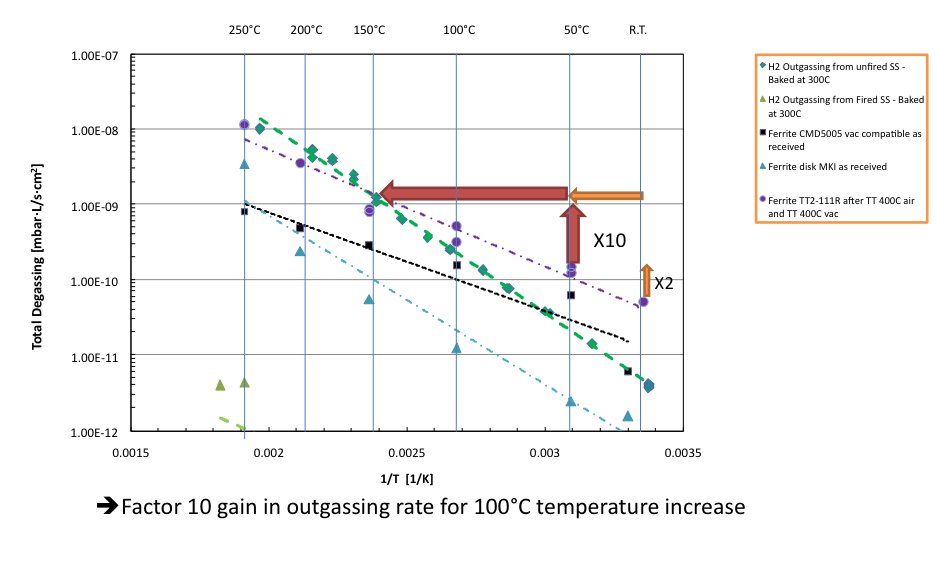 250°C 200°C 150°C 100°C 50°C R.T.
1.00E-07
1.00E-08
1.00E-09
1.00E-10
1.00E-11
1.00E-12
Total Degassing [mbar·L/s·cm²]
X10
X2
0.0015 0.002 0.0025 0.003 0.0035
1/T [1/K]
H2 Outgassing from unfired SS -
Baked at 300C
H2 Outgassing from Fired SS - Baked
at 300C
Ferrite CMD5005 vac compatible as
received
Ferrite disk MKI as received
Ferrite TT2-111R after TT 400C air
and TT 400C vac
➔Factor 10 gain in outgassing rate for 100°C temperature increase